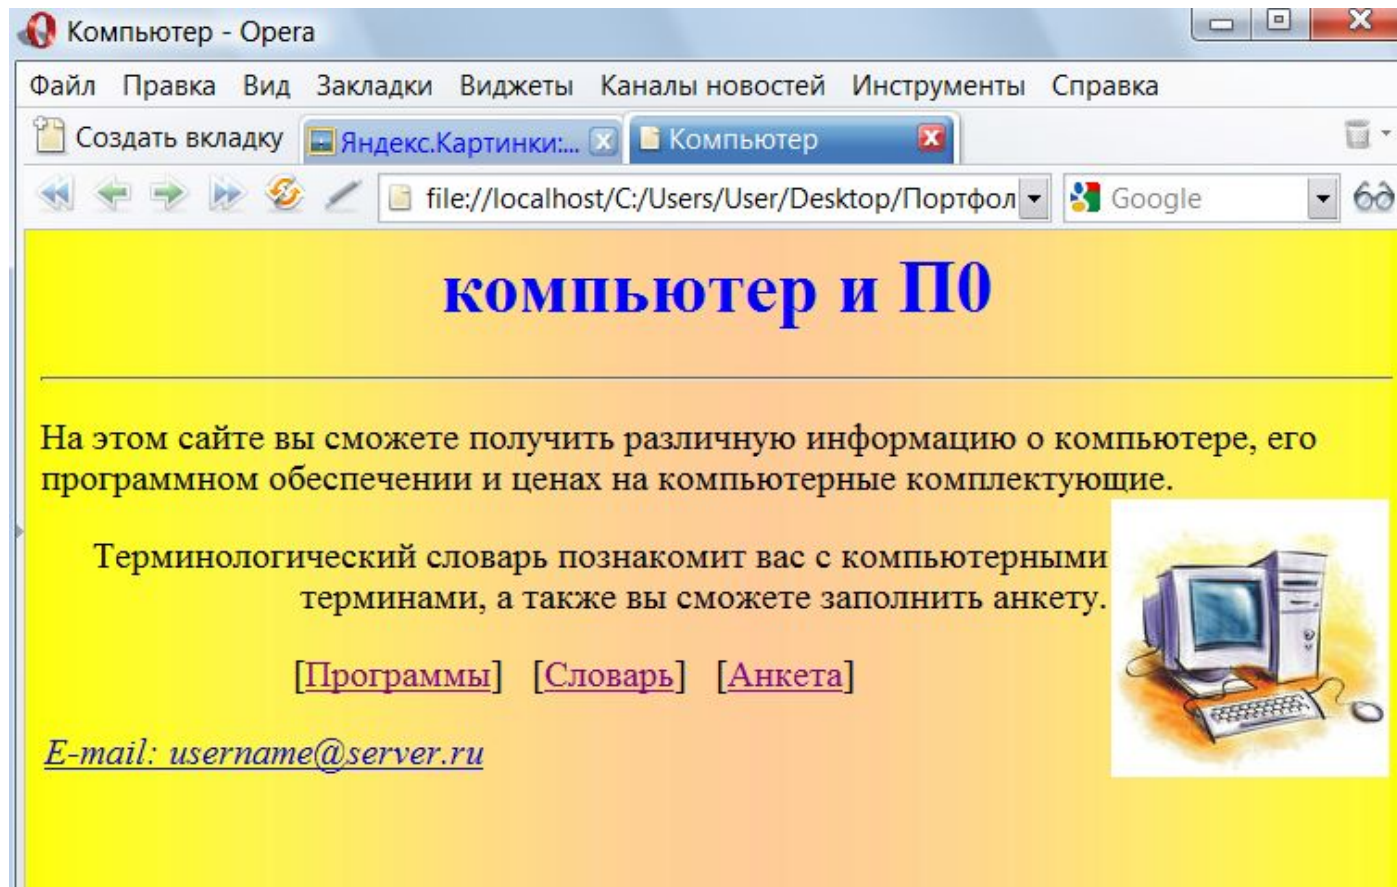 Компьютер - Opera
Файл Правка Вид Закладки Виджеты Каналы новостей Инструменты Справка
Создать вкладку Яндекс.Картинки:... Компьютер
file://localhost/C:/Users/User/Desktop/Портфол Google
компьютер и П0
На этом сайте вы сможете получить различную информацию о компьютере, его
программном обеспечении и ценах на компьютерные комплектующие.
Терминологический словарь познакомит вас с компьютерными
терминами, а также вы сможете заполнить анкету.
[Программы] [Словарь] [Анкета]
E-mail: username@server.ru